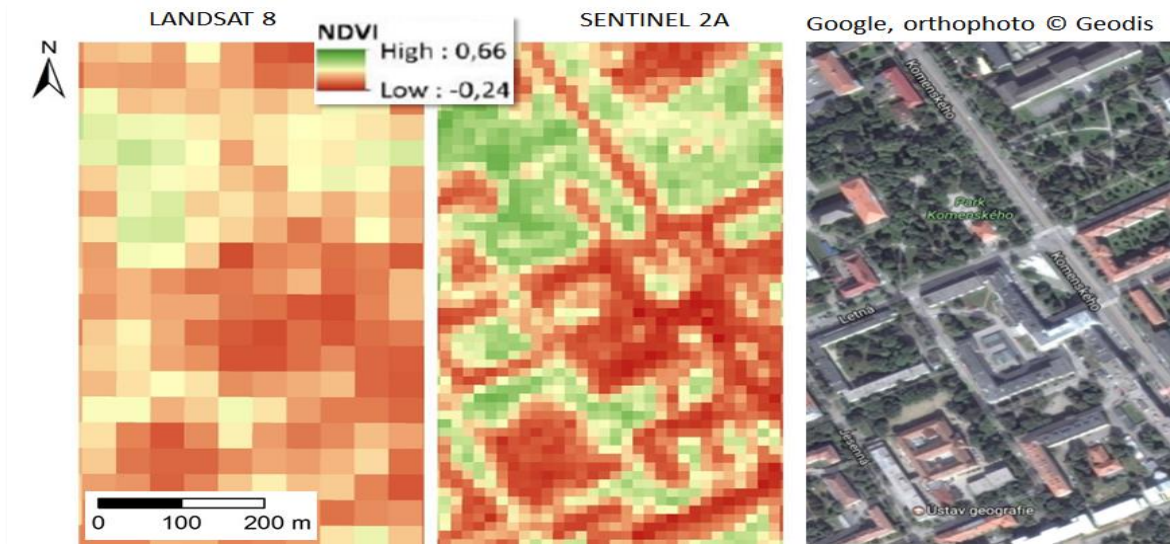 LANDSAT 8
SENTINEL 2A
Google, orthophoto © Geodis
N
NDVI
High : 0,66
Low : -0,24
Komenského
Park
Komenského
Komenského
Letná
Ústav geografie
0 100 200 m